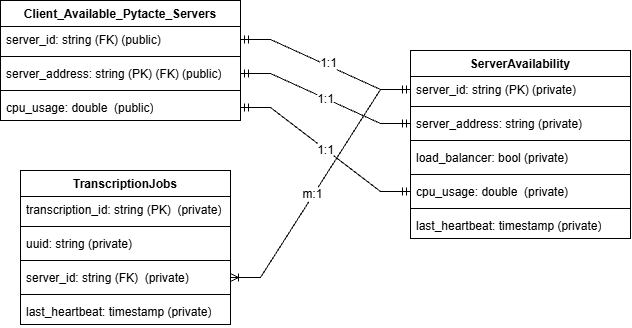 Client_Available_Pytacte_Servers
server_id: string (FK) (public)
server_address: string (PK) (FK) (public)
cpu_usage: double  (public)
1:1
1:1
1:1
m:1
ServerAvailability
server_id: string (PK) (private)
server_address: string (private)
load_balancer: bool (private)
cpu_usage: double  (private)
last_heartbeat: timestamp (private)
TranscriptionJobs
transcription_id: string (PK)  (private)
uuid: string (private)
server_id: string (FK)  (private)
last_heartbeat: timestamp (private)